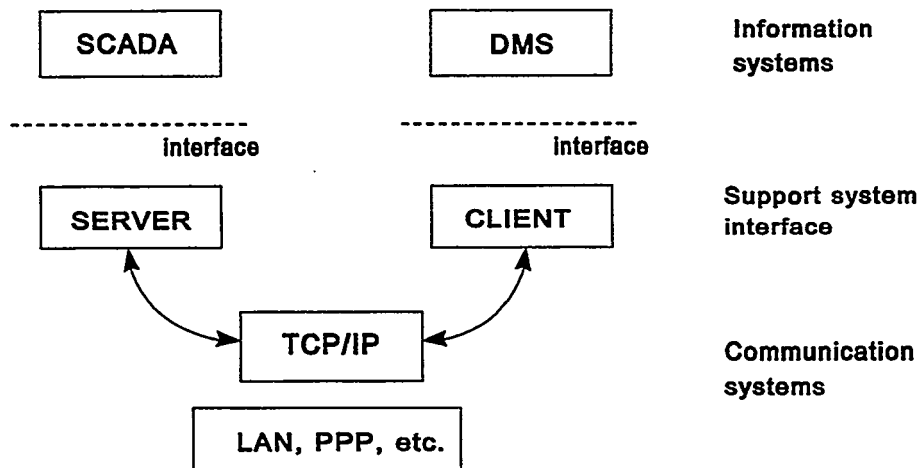 SCADA
DMS
Information
systems
interface
interface
SERVER
CLIENT
Support system
interface
TCP/IP
Communication
systems
LAN, PPP, etc.